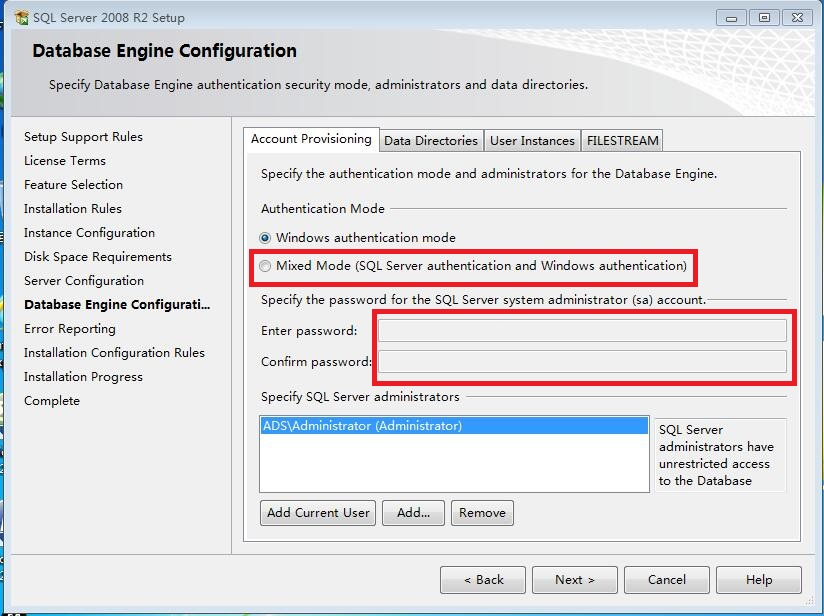 SQL Server 2008 R2 Setup
Database Engine Configuration
Specify Database Engine authentication security mode, administrators and data directories.
Setup Support Rules
License Terms
Feature Selection
Installation Rules
Instance Configuration
Disk Space Requirements
Server Configuration
Database Engine Configurati...
Error Reporting
Installation Configuration Rules
Installation Progress
Complete
Account Provisioning
Data Directories
User Instances
FILESTREAM
Specify the authentication mode and administrators for the Database Engine.
Authentication Mode
Windows authentication mode
Mixed Mode (SQL Server authentication and Windows authentication)
Specify the password for the SQL Server system administrator (sa) account.
Enter password:
Confirm password:
Specify SQL Server administrators
ADS\Administrator (Administrator)
SQL Server
administrators have
unrestricted access
to the Database
Add Current User
Add...
Remove
< Back
Next >
Cancel
Help